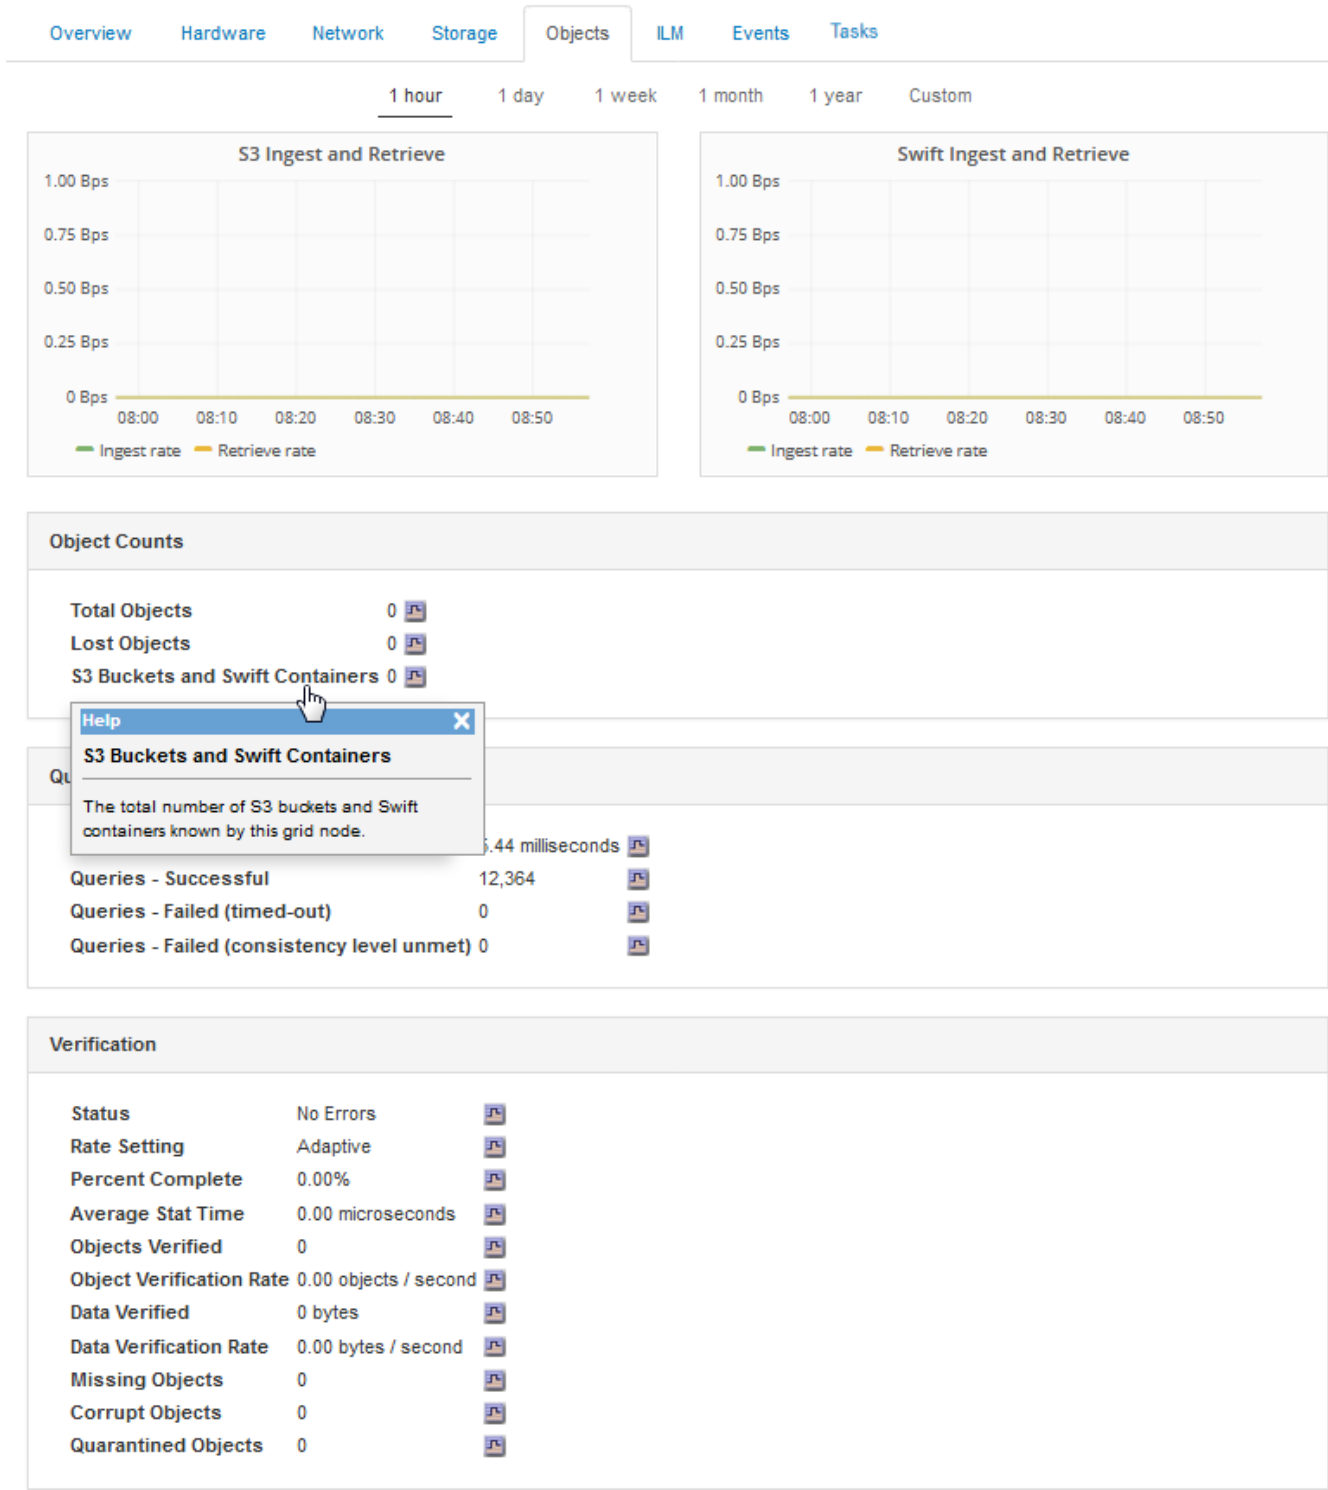 Overview Hardware Network Storage Objects ILM Events Tasks
1 hour 1 day 1 week 1 month 1 year Custom
S3 Ingest and Retrieve
1.00 Bps
0.75 Bps
0.50 Bps
0.25 Bps
0 Bps
08:00 08:10 08:20 08:30 08:40 08:50
Ingest rate Retrieve rate
Swift Ingest and Retrieve
1.00 Bps
0.75 Bps
0.50 Bps
0.25 Bps
0 Bps
08:00 08:10 08:20 08:30 08:40 08:50
Ingest rate Retrieve rate
Object Counts
Total Objects 0
Lost Objects 0
S3 Buckets and Swift Containers 0
Help
S3 Buckets and Swift Containers
The total number of S3 buckets and Swift
containers known by this grid node.
.44 milliseconds
Queries - Successful 12,364
Queries - Failed (timed-out) 0
Queries - Failed (consistency level unmet) 0
Verification
Status No Errors
Rate Setting Adaptive
Percent Complete 0.00%
Average Stat Time 0.00 microseconds
Objects Verified 0
Object Verification Rate 0.00 objects / second
Data Verified 0 bytes
Data Verification Rate 0.00 bytes / second
Missing Objects 0
Corrupt Objects 0
Quarantined Objects 0